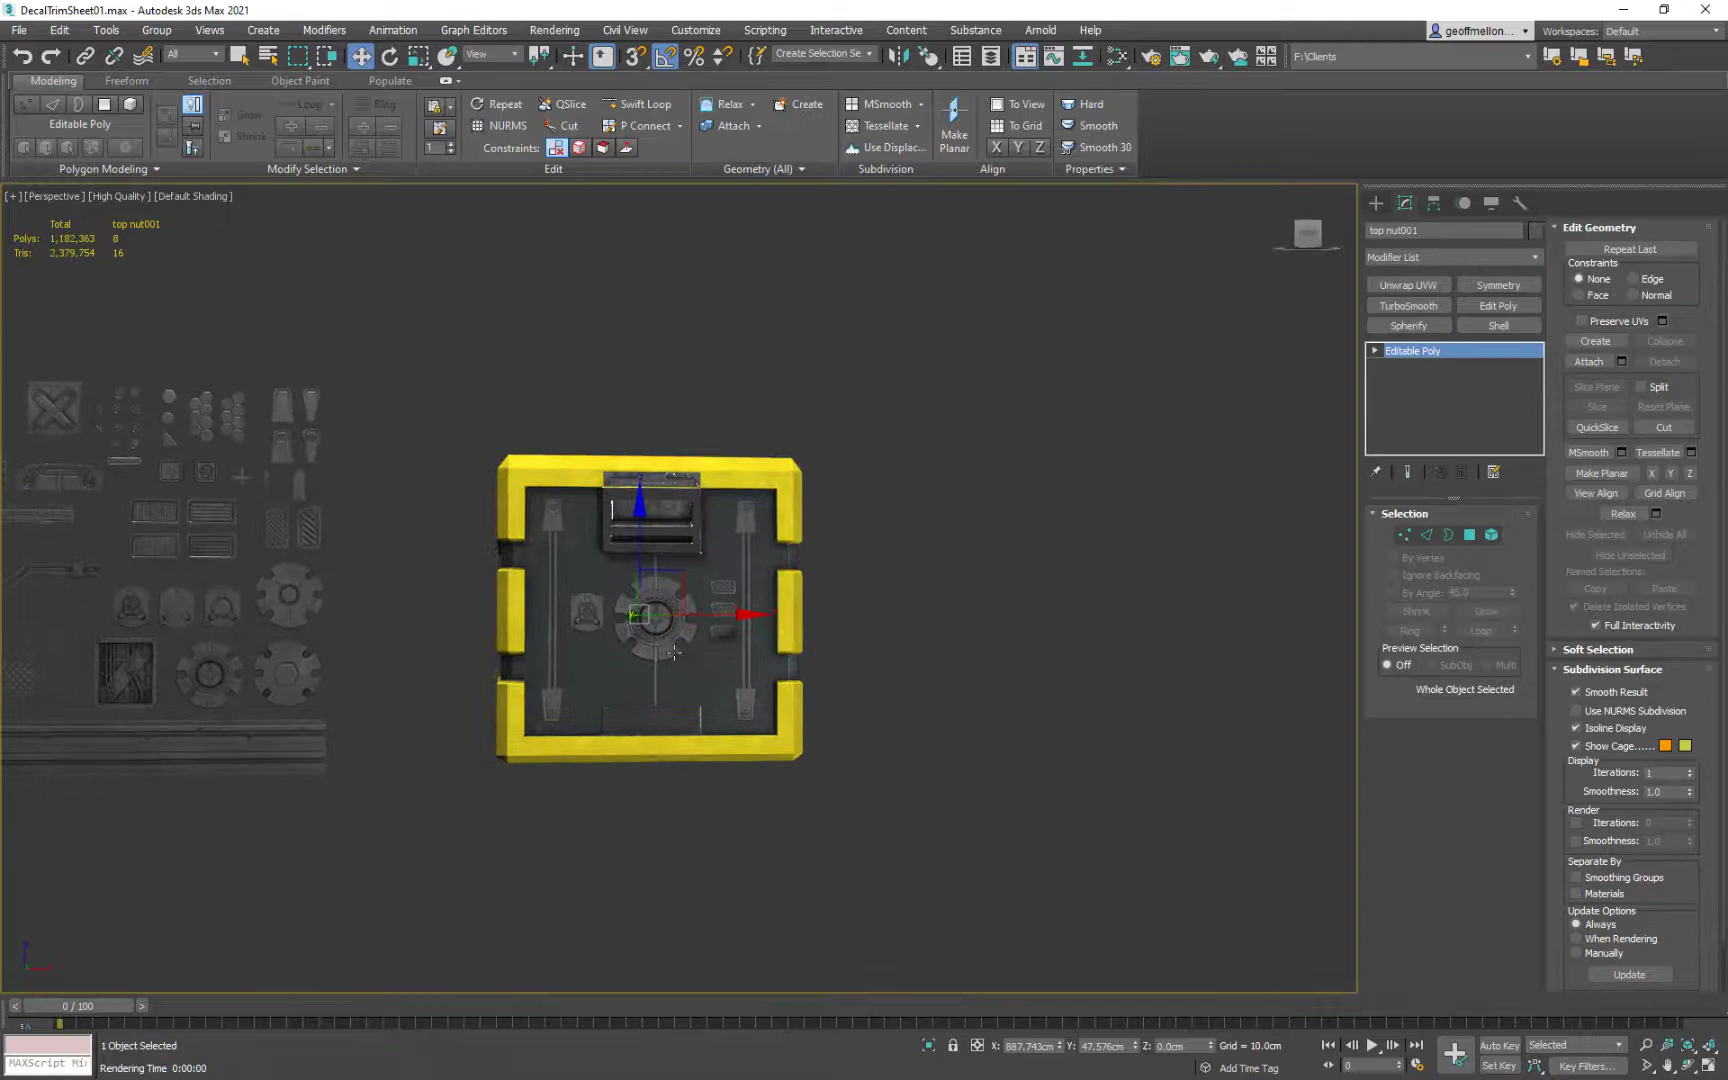 DecalTrimSheet01.max - Autodesk 3ds Max 2021
File Edit Tools Group Views Create Modifiers Animation Graph Editors Rendering Civil View Customize Scripting Interactive Content Substance Arnold Help
geoffmellon... Workspaces: Default
All View Create Selection Se F:\Clients
Modeling Freeform Selection Object Paint Populate
Grow Loop Ring Repeat QSlice Swift Loop Relax Create MSmooth To View Hard
Editable Poly Shrink NURMS Cut P Connect Attach Tessellate Make Planar To Grid Smooth
1 Constraints: Use Displac... X Y Z Smooth 30
Polygon Modeling Modify Selection Edit Geometry (All) Subdivision Align Properties
[+] [Perspective] [High Quality] [Default Shading]
Total top nut001
Polys: 1,182,363 8
Tris: 2,379,754 16
top nut001
Modifier List
Unwrap UVW Symmetry
TurboSmooth Edit Poly
Spherify Shell
Editable Poly
Selection
By Vertex
Ignore Backfacing
By Angle: 45.0
Shrink Grow
Ring Loop
Preview Selection
Off SubObj Multi
Whole Object Selected
Edit Geometry
Repeat Last
Constraints
None Edge
Face Normal
Preserve UVs
Create Collapse
Attach Detach
Slice Plane Split
Slice Reset Plane
QuickSlice Cut
MSmooth Tessellate
Make Planar X Y Z
View Align Grid Align
Relax
Hide Selected Unhide All
Hide Unselected
Named Selections:
Copy Paste
Delete Isolated Vertices
Full Interactivity
Soft Selection
Subdivision Surface
Smooth Result
Use NURMS Subdivision
Isoline Display
Show Cage......
Display
Iterations: 1
Smoothness: 1.0
Render
Iterations: 0
Smoothness: 1.0
Separate By
Smoothing Groups
Materials
Update Options
Always
When Rendering
Manually
Update
< 0 / 100 >
1 Object Selected X: 887.743cm Y: 47.576cm Z: 0.0cm Grid = 10.0cm Auto Key Selected
MAXScript Mi Rendering Time 0:00:00 Add Time Tag 0 Set Key Key Filters...